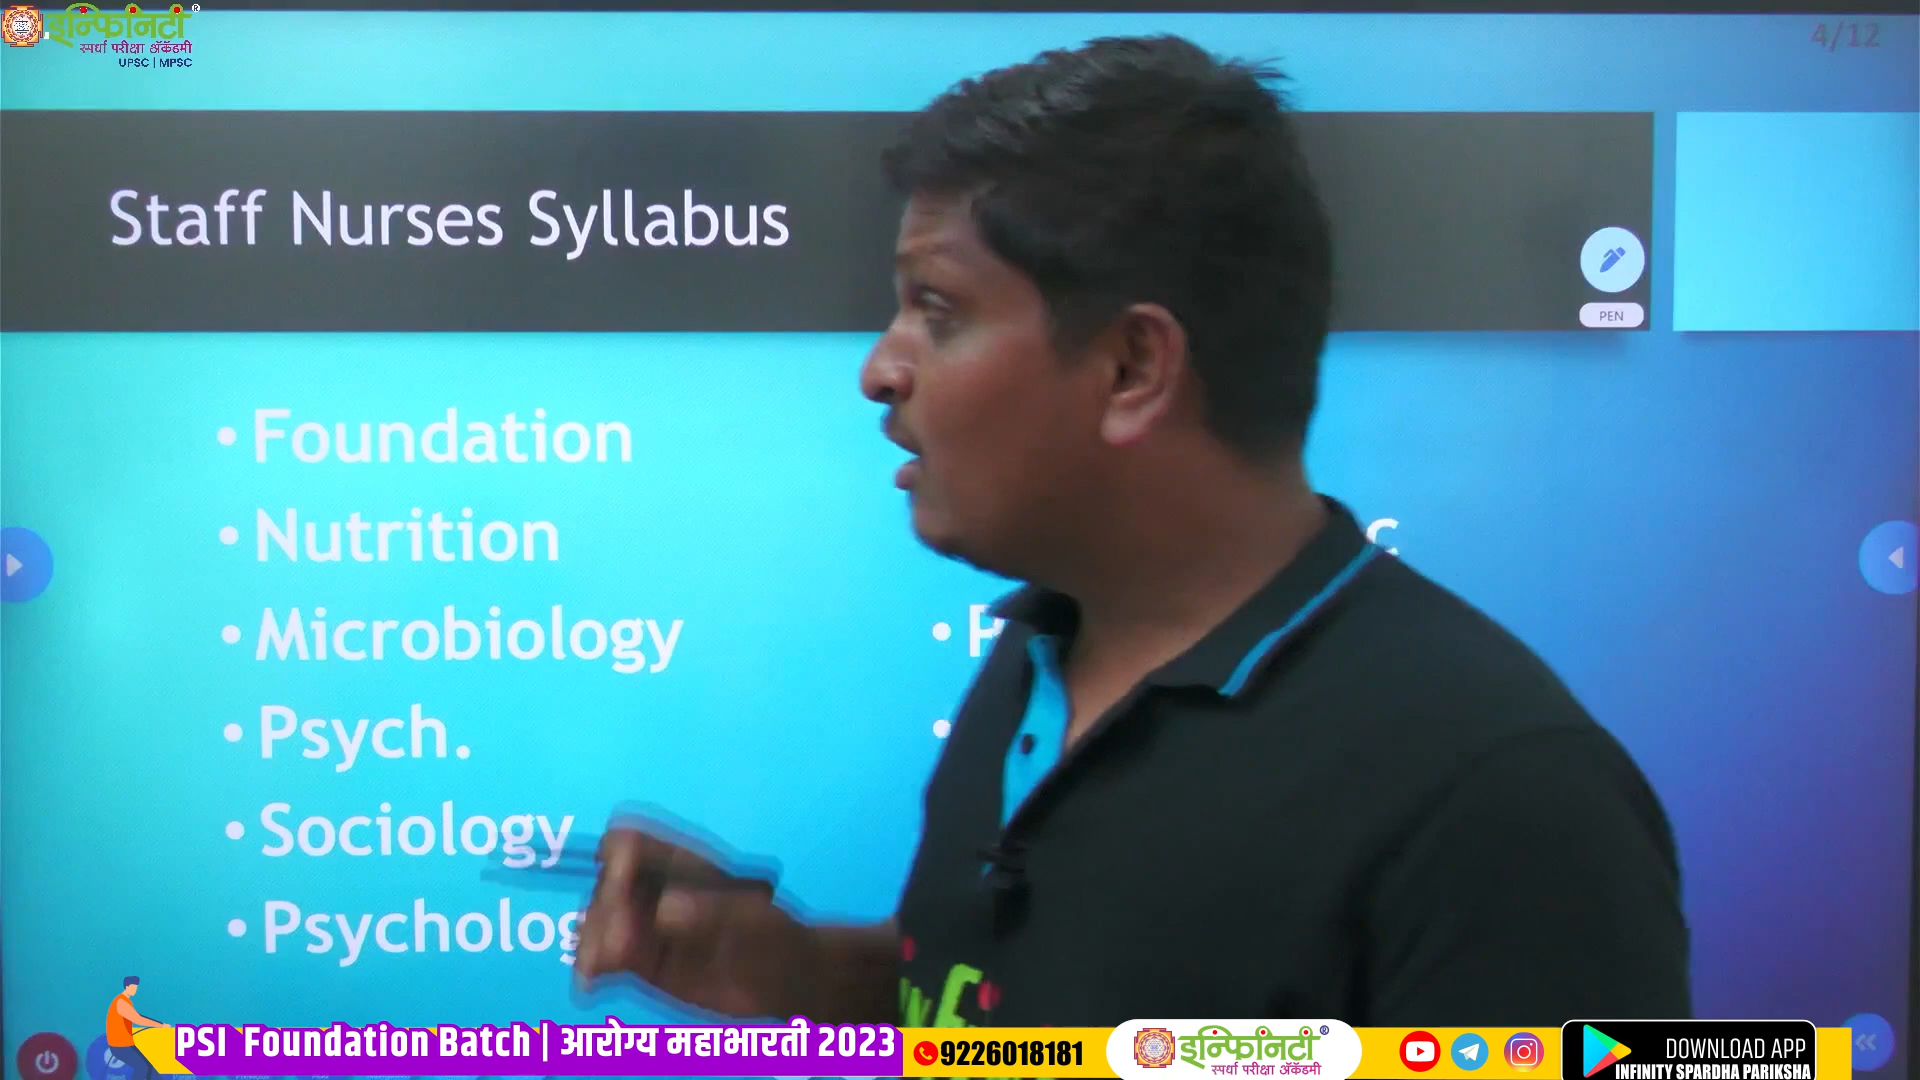 इन्फिनिटी
स्पर्धा परीक्षा ॲकॅडमी
UPSC | MPSC
4/12
Staff Nurses Syllabus
PEN
• Foundation
• Nutrition
• Microbiology
• Psych.
• Sociology
• Psycholog
PSI Foundation Batch | आरोग्य महाभारती 2023
9226018181
इन्फिनिटी
स्पर्धा परीक्षा ॲकॅडमी
DOWNLOAD APP
INFINITY SPARDHA PARIKSHA